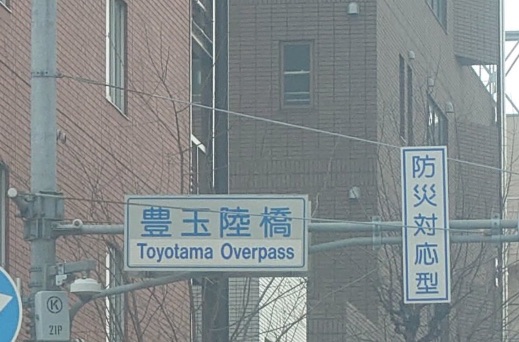 豊玉陸橋
Toyotama Overpass
防災対応型
K
21P